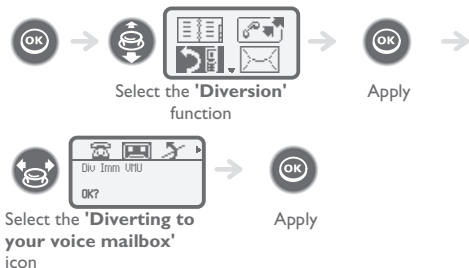 OK
OK
Select the 'Diversion'
function
Apply
Div Imm VMU
OK?
OK
Select the 'Diverting to
your voice mailbox'
icon
Apply